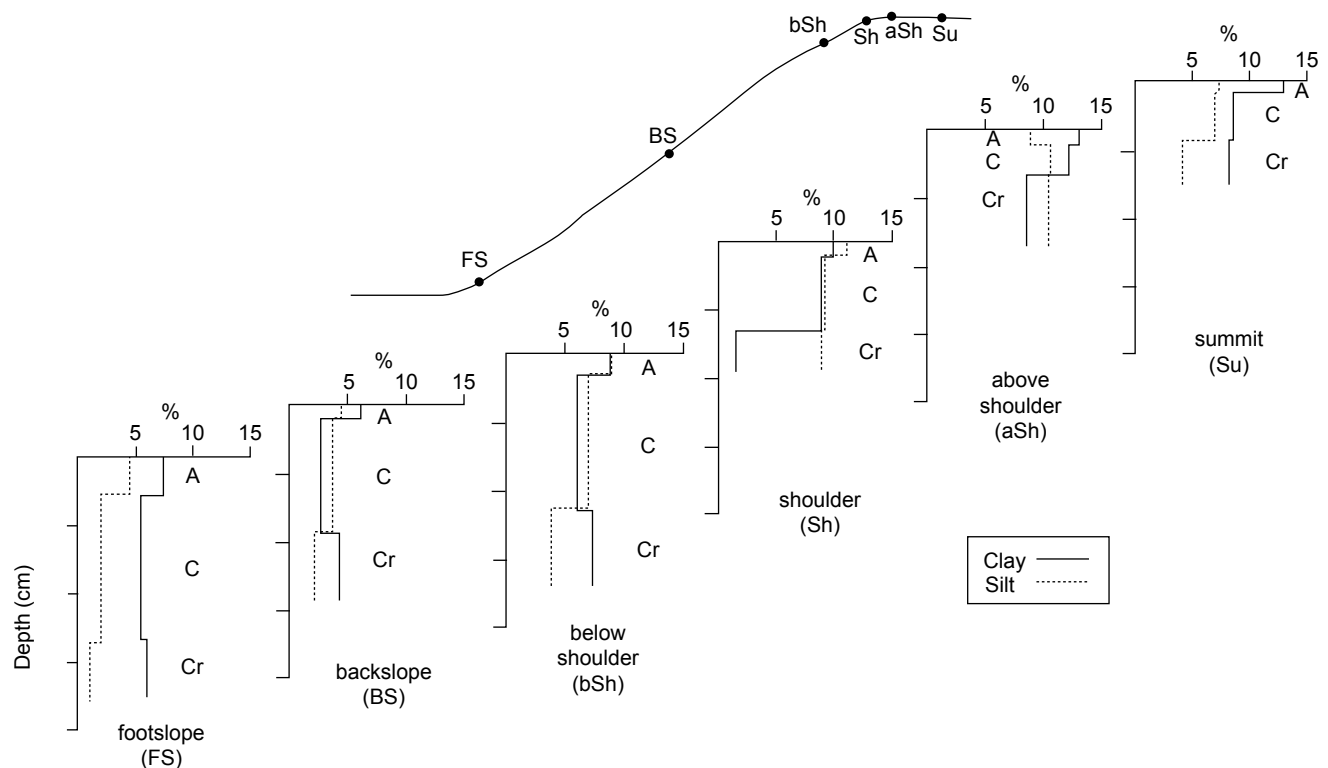 bSh
Sh
aSh
Su
BS
FS
%
5 10 15
A
C
Cr
summit
(Su)
%
5 10 15
A
C
Cr
above
shoulder
(aSh)
%
5 10 15
A
C
Cr
shoulder
(Sh)
%
5 10 15
A
C
Cr
below
shoulder
(bSh)
%
5 10 15
A
C
Cr
backslope
(BS)
%
5 10 15
A
C
Cr
footslope
(FS)
Depth (cm)
Clay
Silt